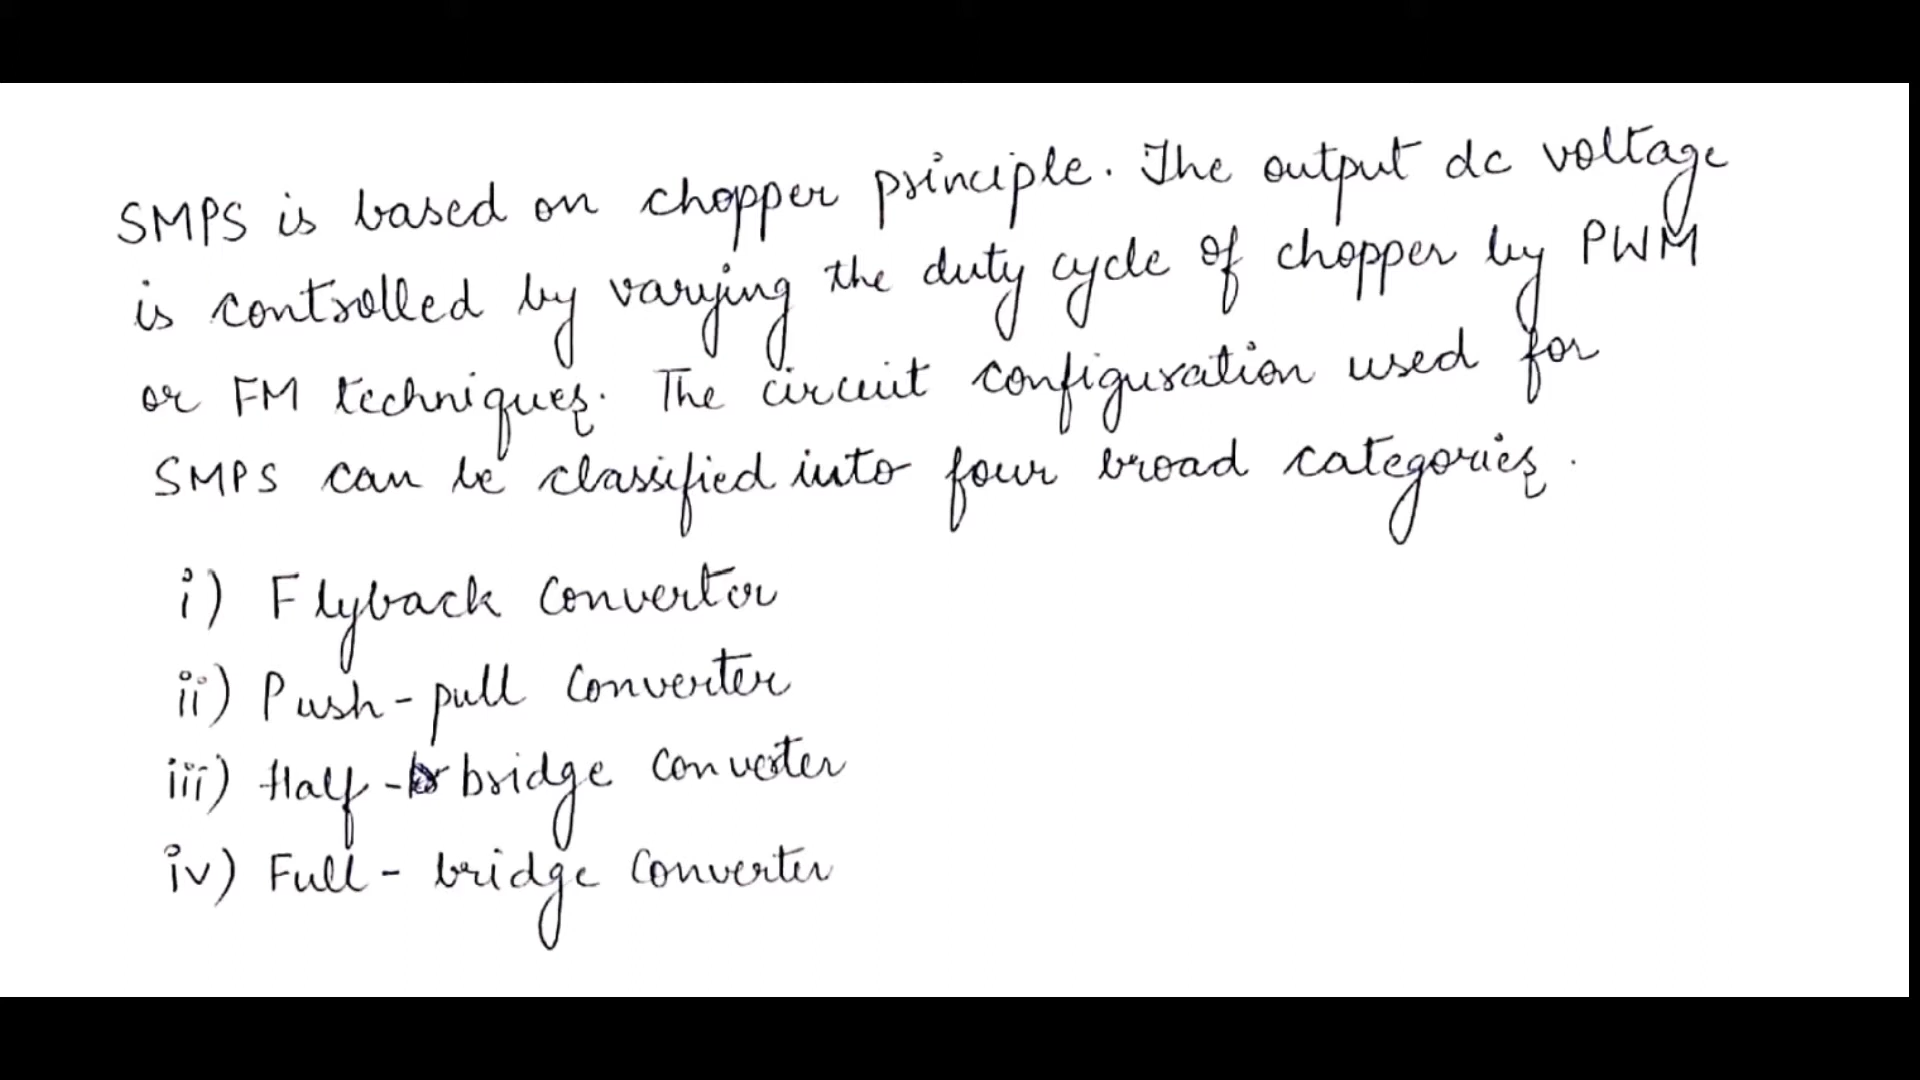 SMPS is based on chopper principle. The output dc voltage
is controlled by varying the duty cycle of chopper by PWM
or FM techniques. The circuit configuration used for
SMPS can be classified into four broad categories.
i) Flyback convertor
ii) Push-pull converter
iii) Half-bridge converter
iv) Full-bridge converter